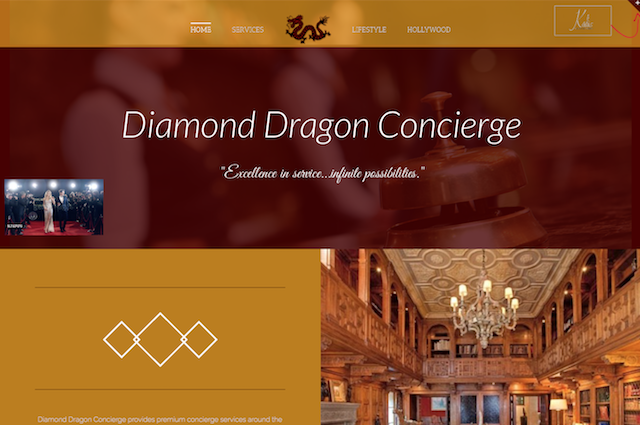 HOME
SERVICES
LIFESTYLE
HOLLYWOOD
Diamond Dragon Concierge
"Excellence in service...infinite possibilities."
Diamond Dragon Concierge provides premium concierge services around the